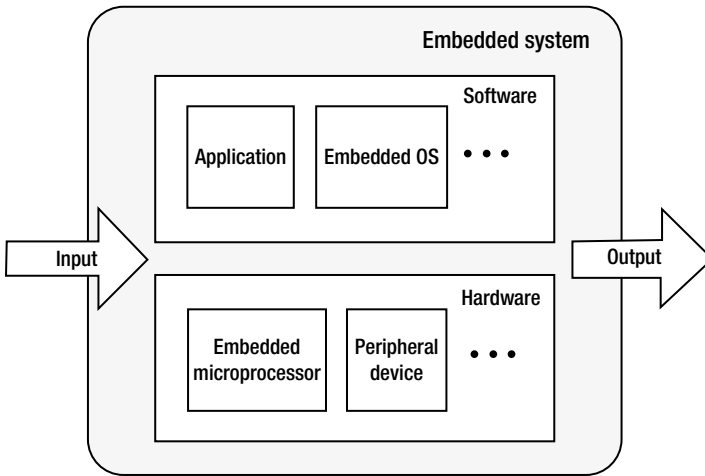 Embedded system
Software
Application
Embedded OS
• • •
Input
Output
Hardware
Embedded
microprocessor
Peripheral
device
• • •